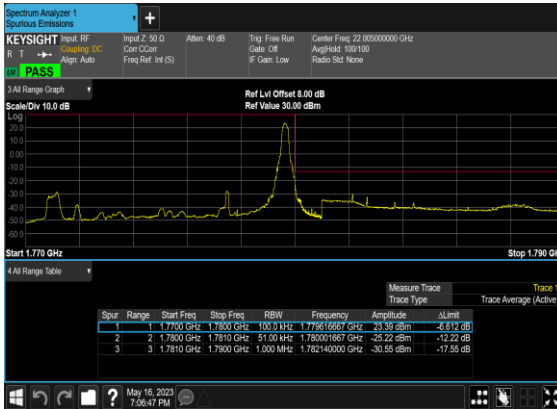 Spectrum Analyzer 1
Spurious Emissions
+
KEYSIGHT
R T
LXI
PASS
Input: RF
Coupling: DC
Align: Auto
Input Z: 50 Ω
Corr CCorr
Freq Ref: Int (S)
Atten: 40 dB
Trig: Free Run
Gate: Off
IF Gain: Low
Center Freq: 22.005000000 GHz
Avg|Hold: 100/100
Radio Std: None
3 All Range Graph
Scale/Div 10.0 dB
Ref Lvl Offset 8.00 dB
Ref Value 30.00 dBm
Log
20.0
10.0
0.00
-10.0
-20.0
-30.0
-40.0
-50.0
-60.0
Start 1.770 GHz
Stop 1.790 GH
4 All Range Table
Measure Trace Trace 1
Trace Type Trace Average (Active
Spur Range Start Freq Stop Freq RBW Frequency Amplitude ΔLimit
1 1 1.7700 GHz 1.7800 GHz 100.0 kHz 1.779616667 GHz 23.39 dBm -6.612 dB
2 2 1.7800 GHz 1.7810 GHz 51.00 kHz 1.780001667 GHz -25.22 dBm -12.22 dB
3 3 1.7810 GHz 1.7900 GHz 1.000 MHz 1.782140000 GHz -30.55 dBm -17.55 dB
?
May 16, 2023
7:06:47 PM